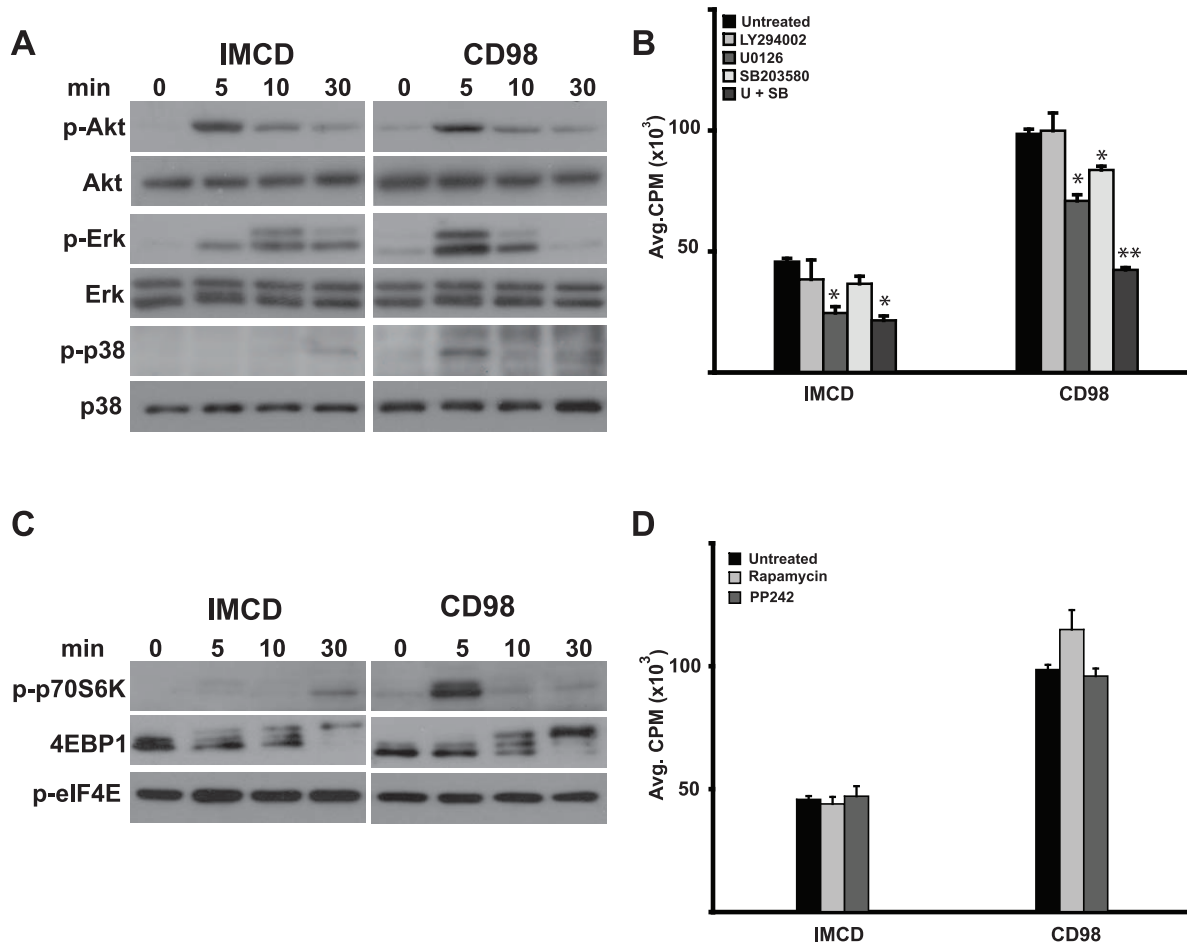 A
IMCD
CD98
min 0 5 10 30 0 5 10 30
p-Akt
Akt
p-Erk
Erk
p-p38
p38
B
Untreated
LY294002
U0126
SB203580
U + SB
Avg.CPM (x10³)
100
50
* * * * **
IMCD CD98
C
IMCD
CD98
min 0 5 10 30 0 5 10 30
p-p70S6K
4EBP1
p-eIF4E
D
Untreated
Rapamycin
PP242
Avg. CPM (x10³)
100
50
IMCD CD98